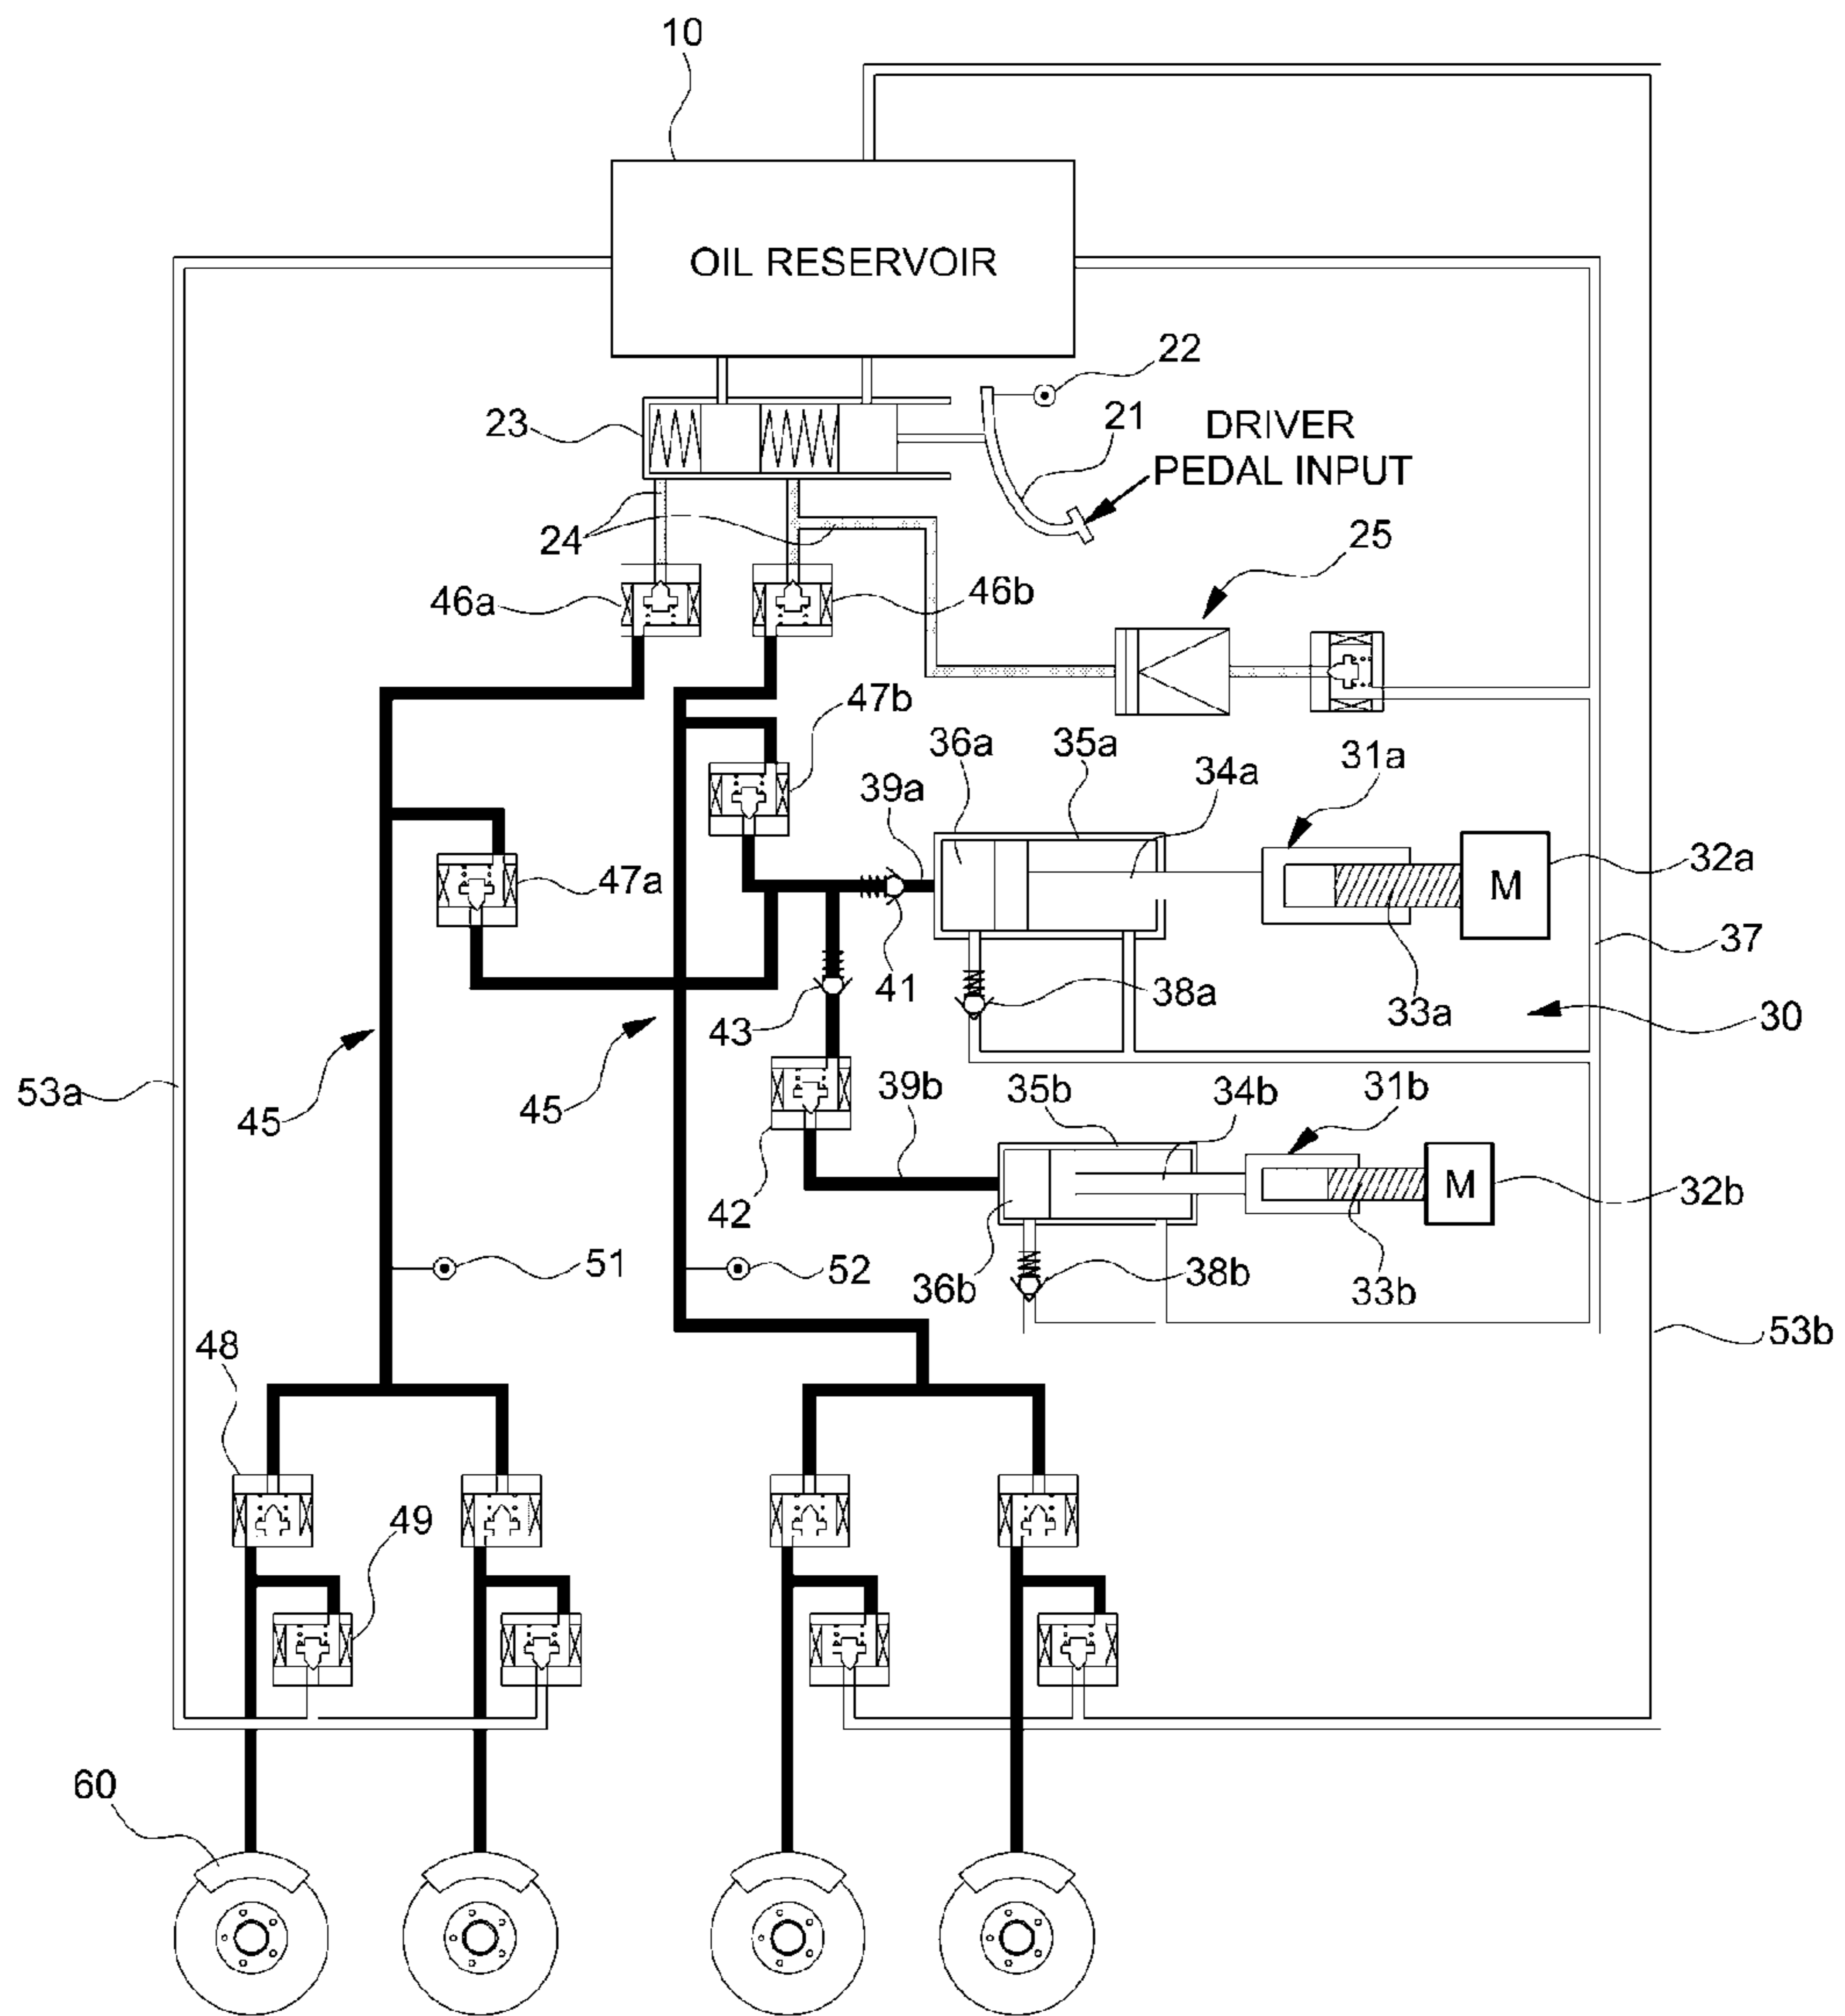 10
OIL RESERVOIR
22
23
21
DRIVER
PEDAL INPUT
24
25
46a
46b
47b
36a
35a
34a
31a
39a
32a
M
47a
37
41
38a
33a
30
43
53a
45
45
39b
35b
34b
31b
M
42
32b
51
52
36b
38b
33b
53b
48
49
60